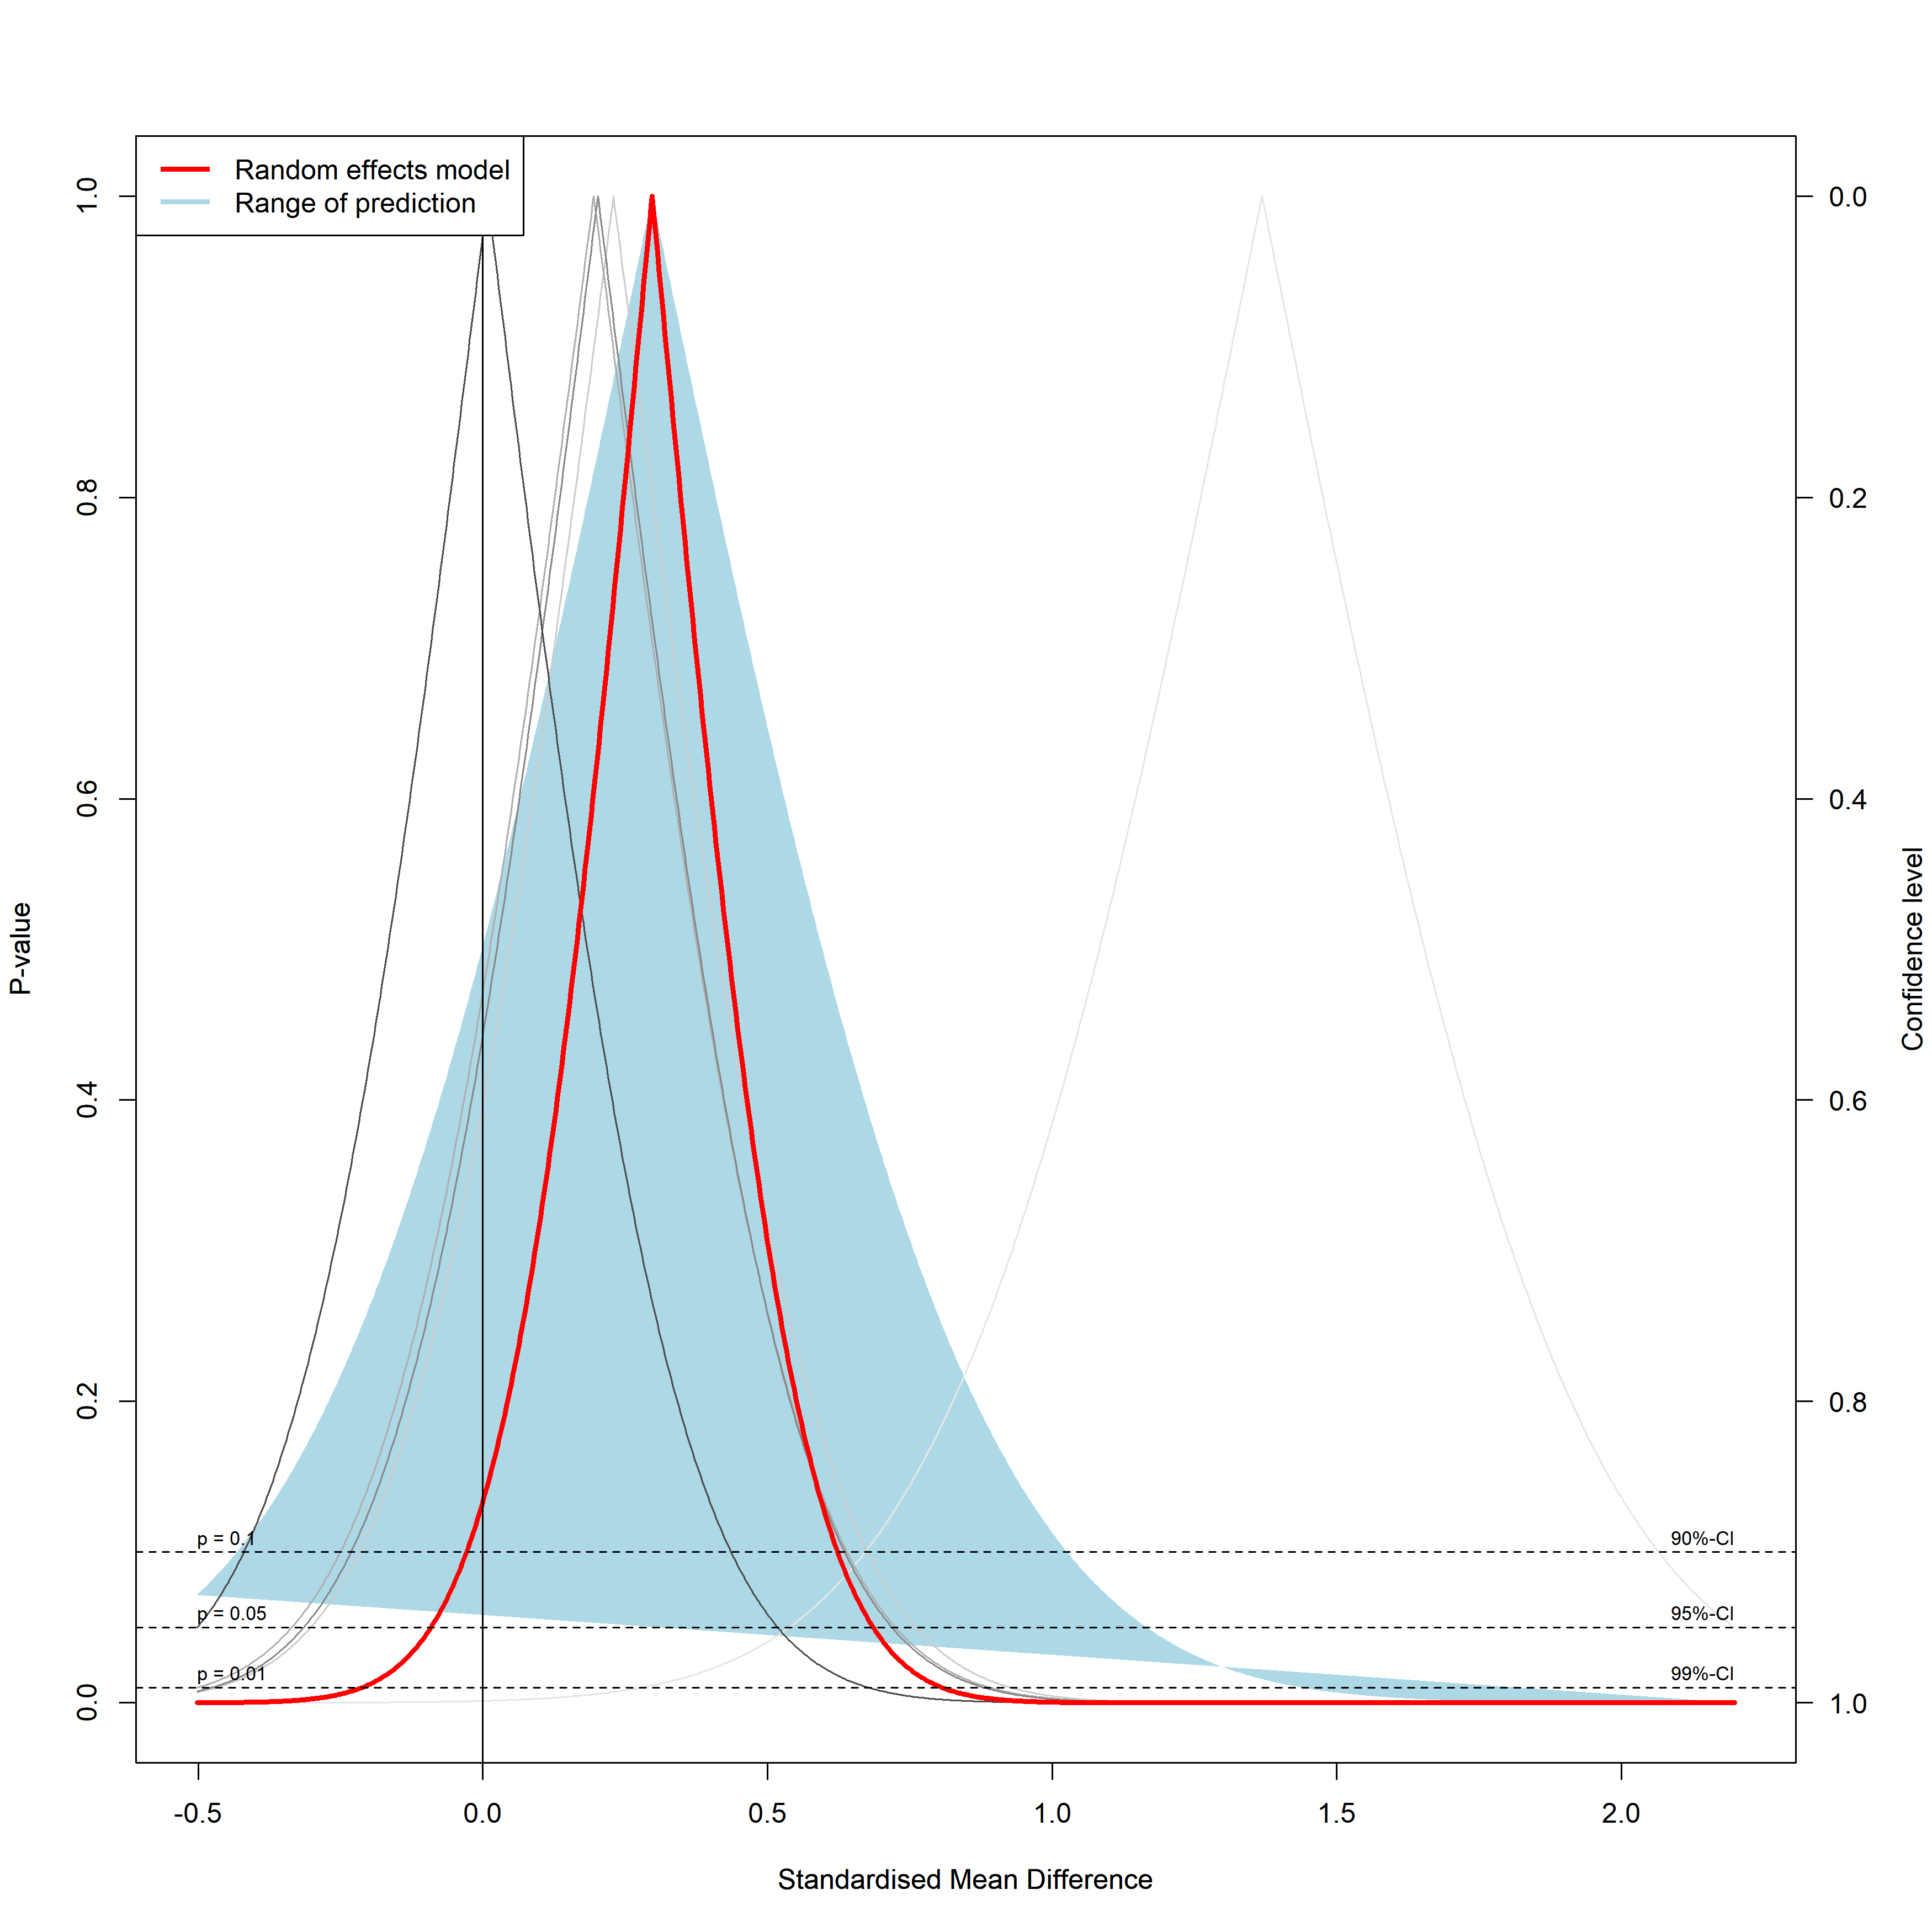 Random effects model
Range of prediction
1.0
0.8
0.6
0.4
0.2
0.0
P-value
0.0
0.2
0.4
0.6
0.8
1.0
Confidence level
p = 0.1
90%-CI
p = 0.05
95%-CI
p = 0.01
99%-CI
-0.5
0.0
0.5
1.0
1.5
2.0
Standardised Mean Difference